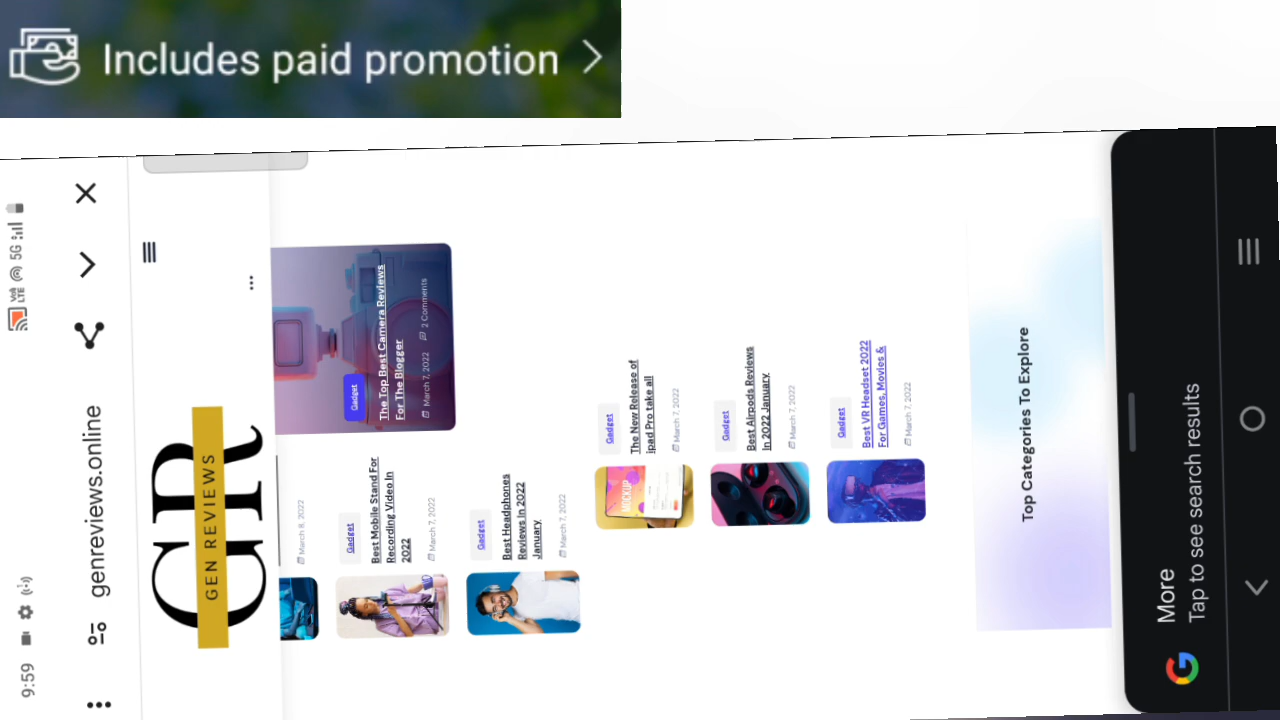 Includes paid promotion
9:59
5G
Vo)
LTE
genreviews.online
GR
GEN REVIEWS
March 8, 2022
Gadget
The Top Best Camera Reviews
For The Blogger
March 7, 2022 2 Comments
Gadget
Best Mobile Stand For
Recording Video In
2022
March 7, 2022
Gadget
Best Headphones
Reviews In 2022
January
March 7, 2022
MOCKUP
Gadget
The New Release of
ipad Pro take all
March 7, 2022
Gadget
Best Airpods Reviews
in 2022 January
March 7, 2022
Gadget
Best VR Headset 2022
For Games, Movies &
March 7, 2022
Top Categories To Explore
More
Tap to see search results